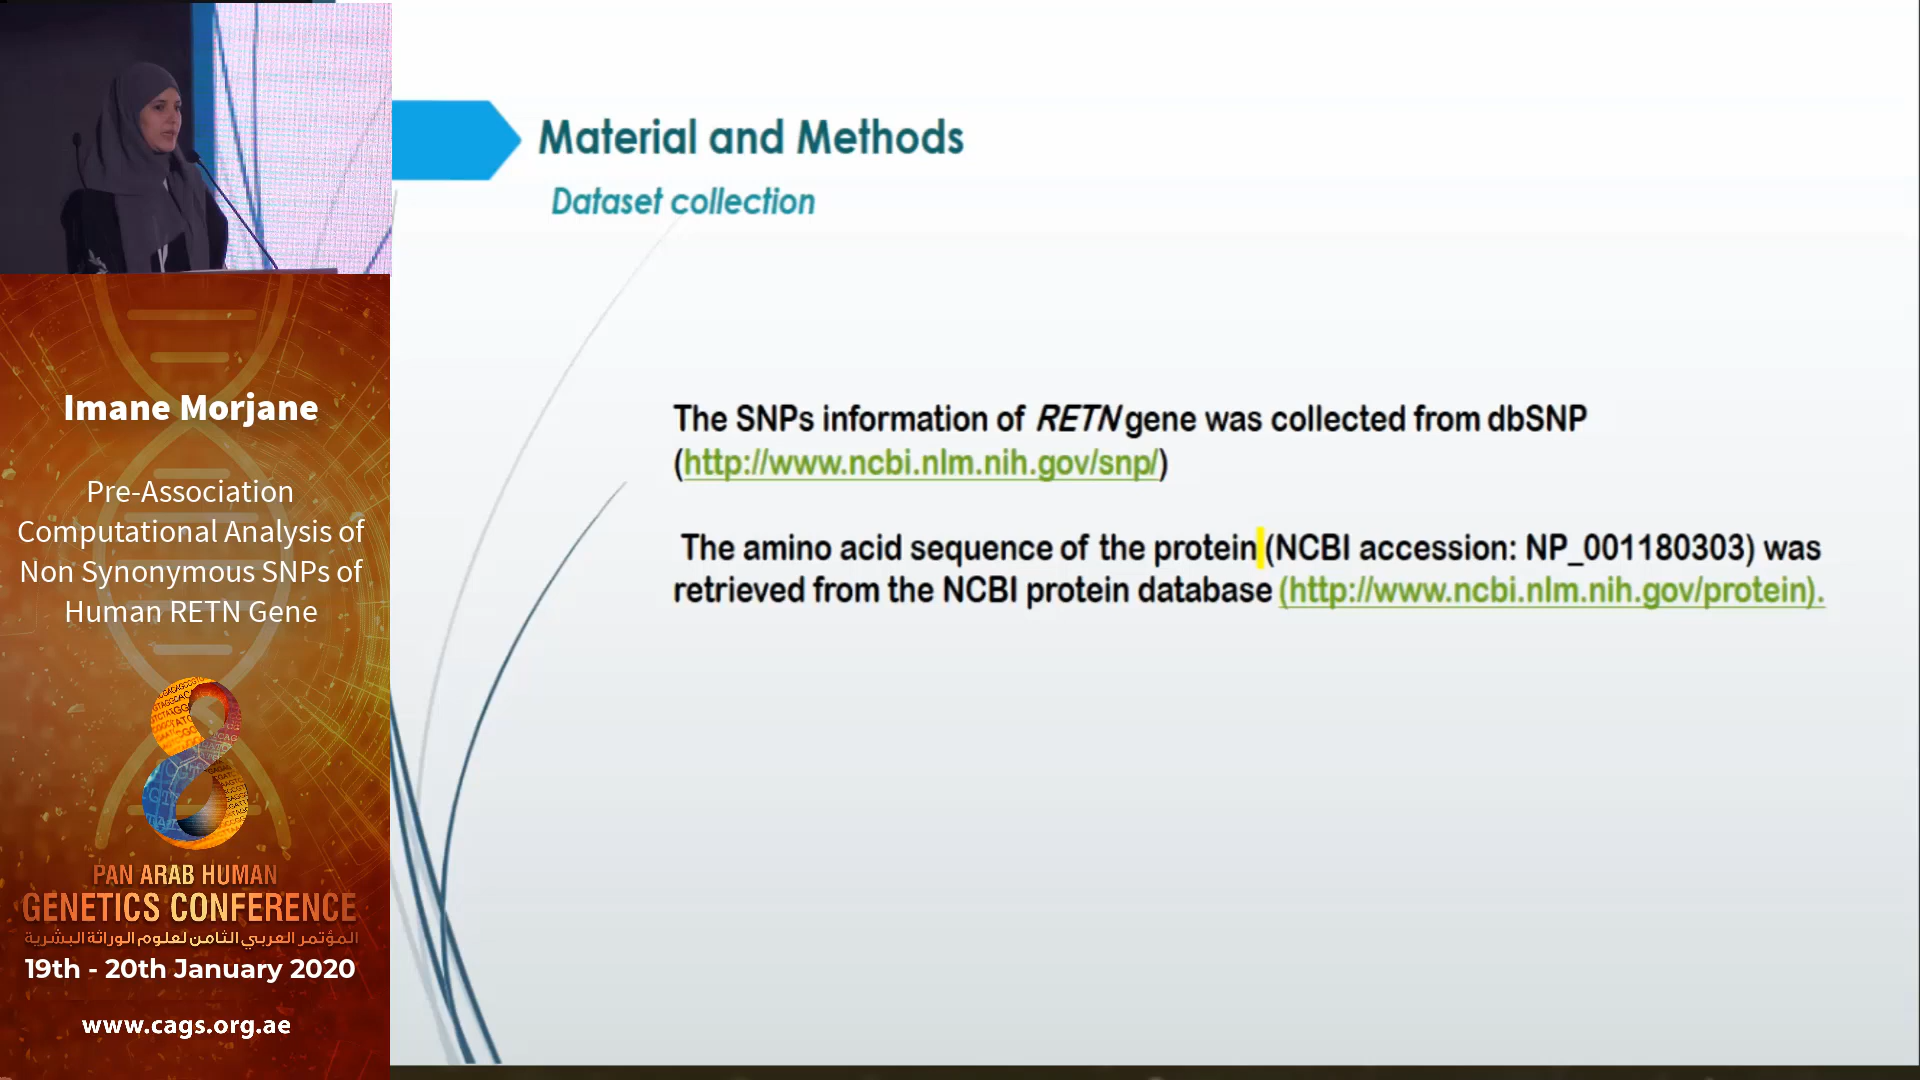 Material and Methods
Dataset collection
The SNPs information of RETN gene was collected from dbSNP
(http://www.ncbi.nlm.nih.gov/snp/)
The amino acid sequence of the protein (NCBI accession: NP_001180303) was
retrieved from the NCBI protein database (http://www.ncbi.nlm.nih.gov/protein).
Imane Morjane
Pre-Association
Computational Analysis of
Non Synonymous SNPs of
Human RETN Gene
PAN ARAB HUMAN
GENETICS CONFERENCE
المؤتمر العربي الثامن لعلوم الوراثة البشرية
19th - 20th January 2020
www.cags.org.ae